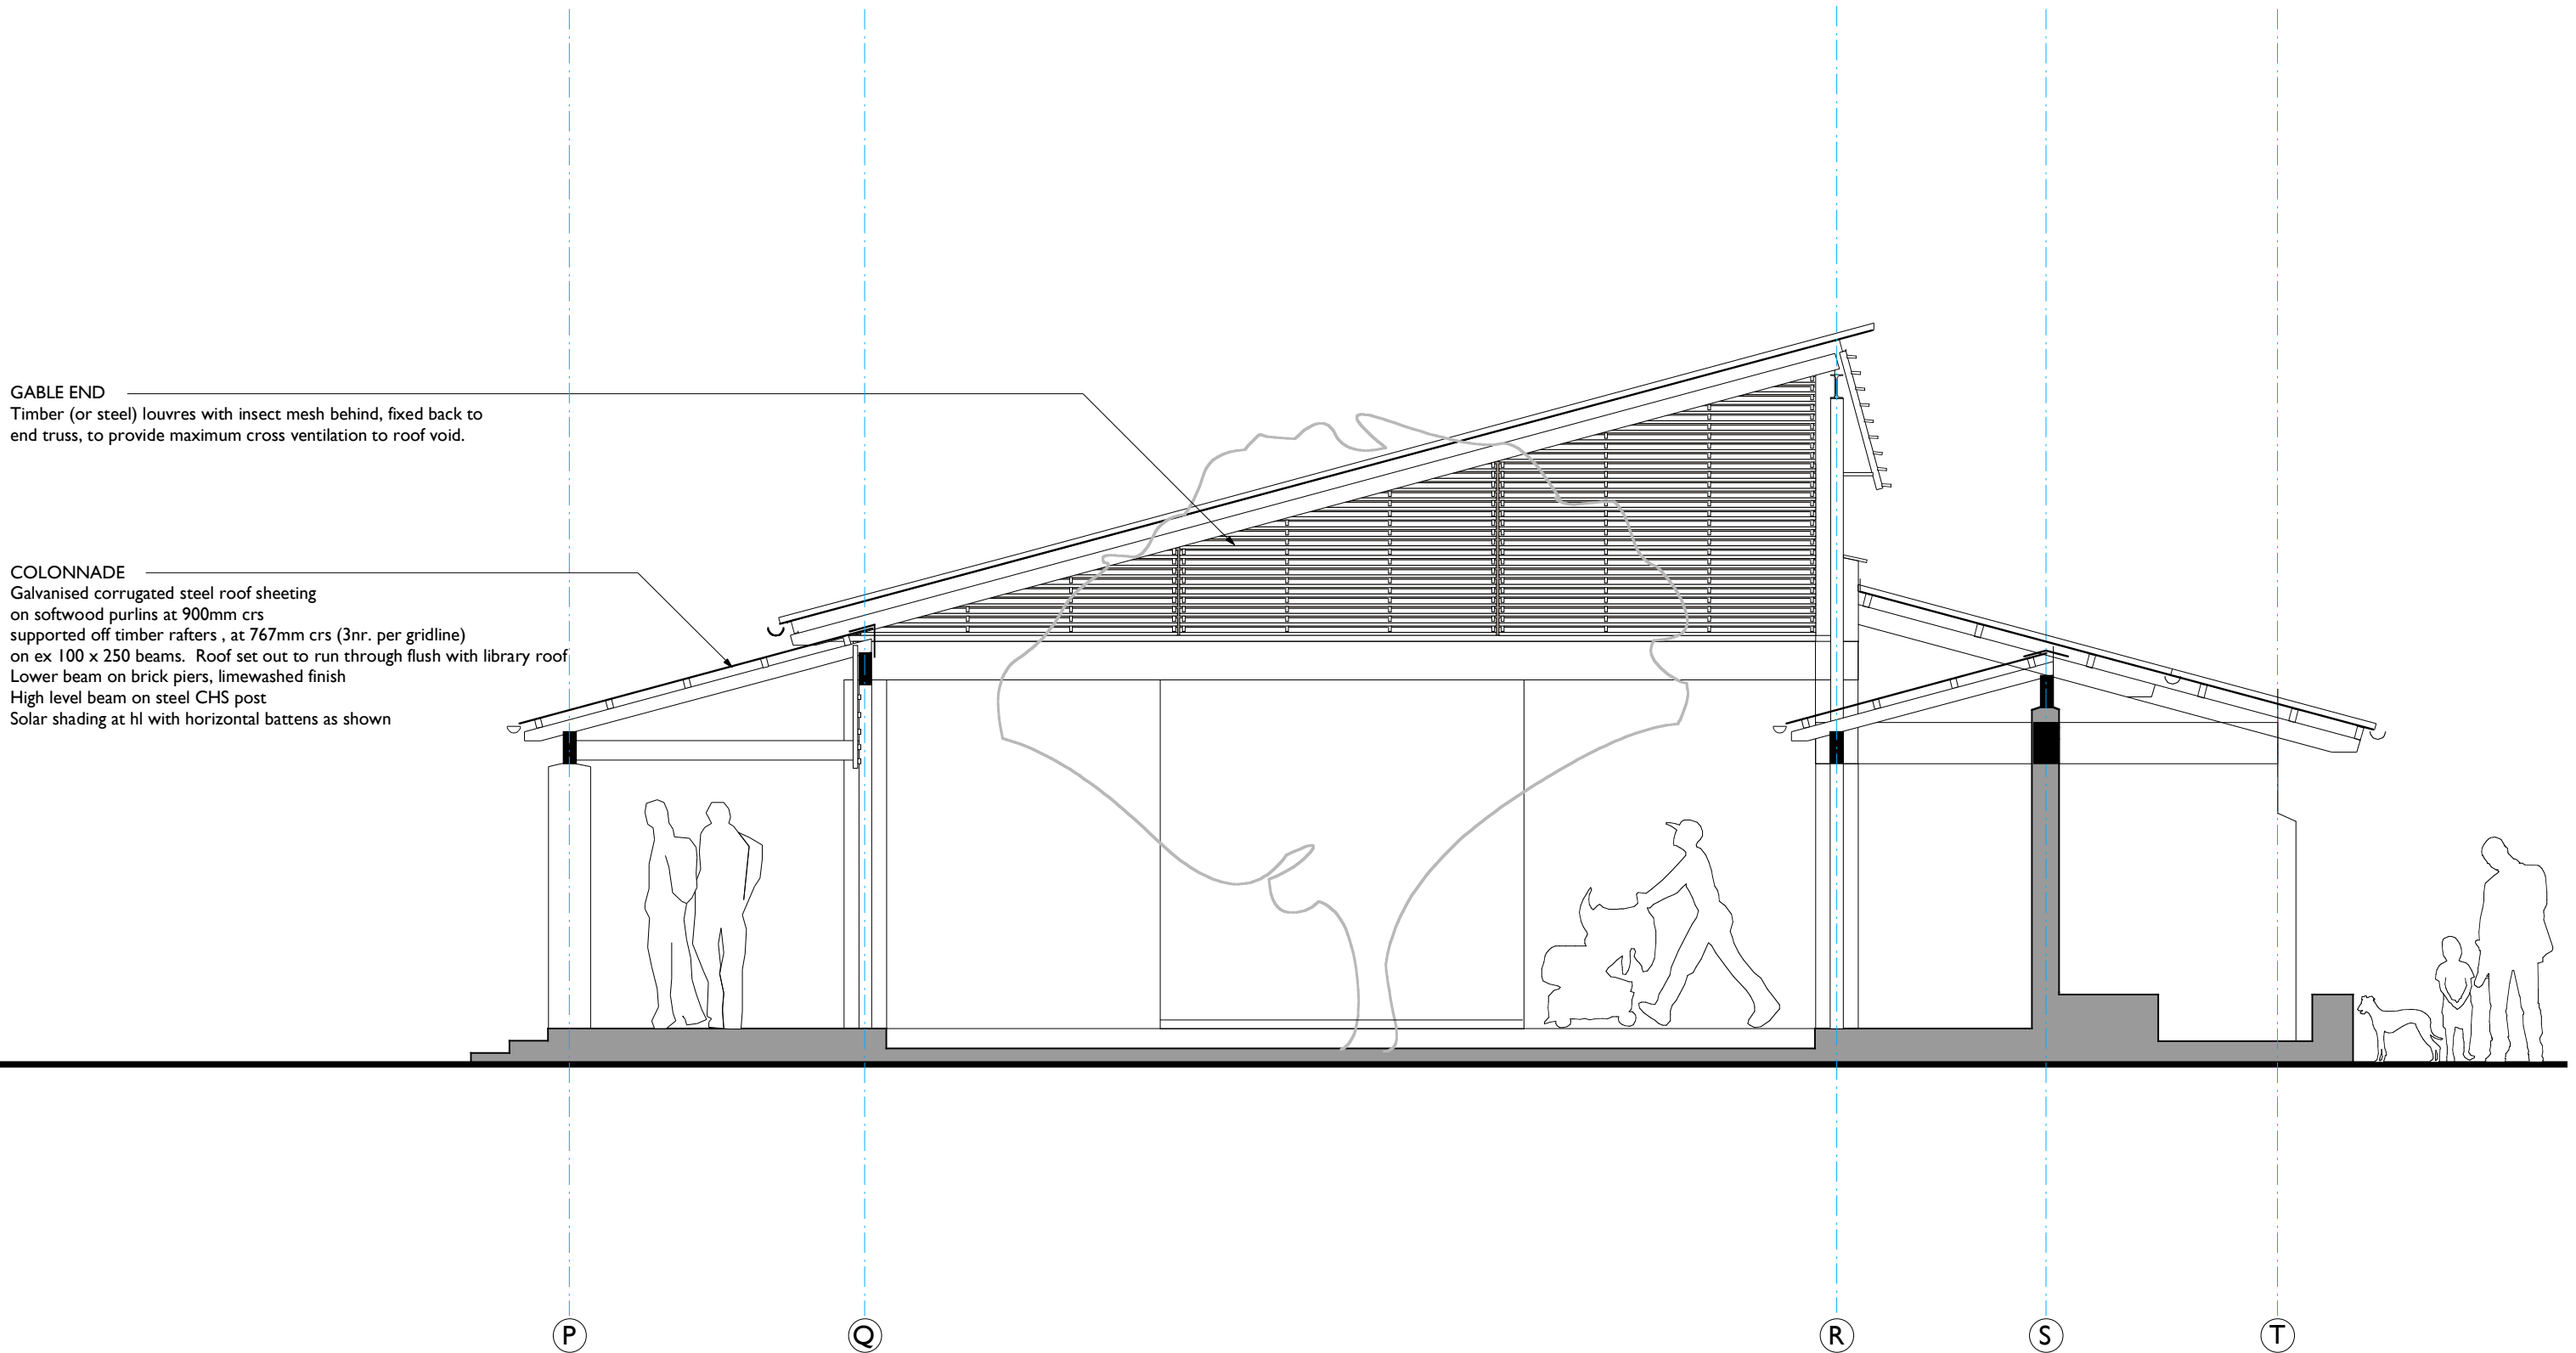 GABLE END
Timber (or steel) louvres with insect mesh behind, fixed back to
end truss, to provide maximum cross ventilation to roof void.
COLONNADE
Galvanised corrugated steel roof sheeting
on softwood purlins at 900mm crs
supported off timber rafters , at 767mm crs (3nr. per gridline)
on ex 100 x 250 beams.  Roof set out to run through flush with library roof
Lower beam on brick piers, limewashed finish
High level beam on steel CHS post
Solar shading at hl with horizontal battens as shown
P Q R S T